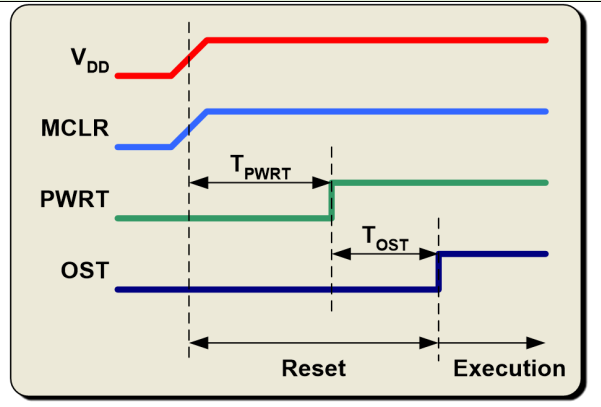 VDD
MCLR
TPWRT
PWRT
TOST
OST
Reset
Execution